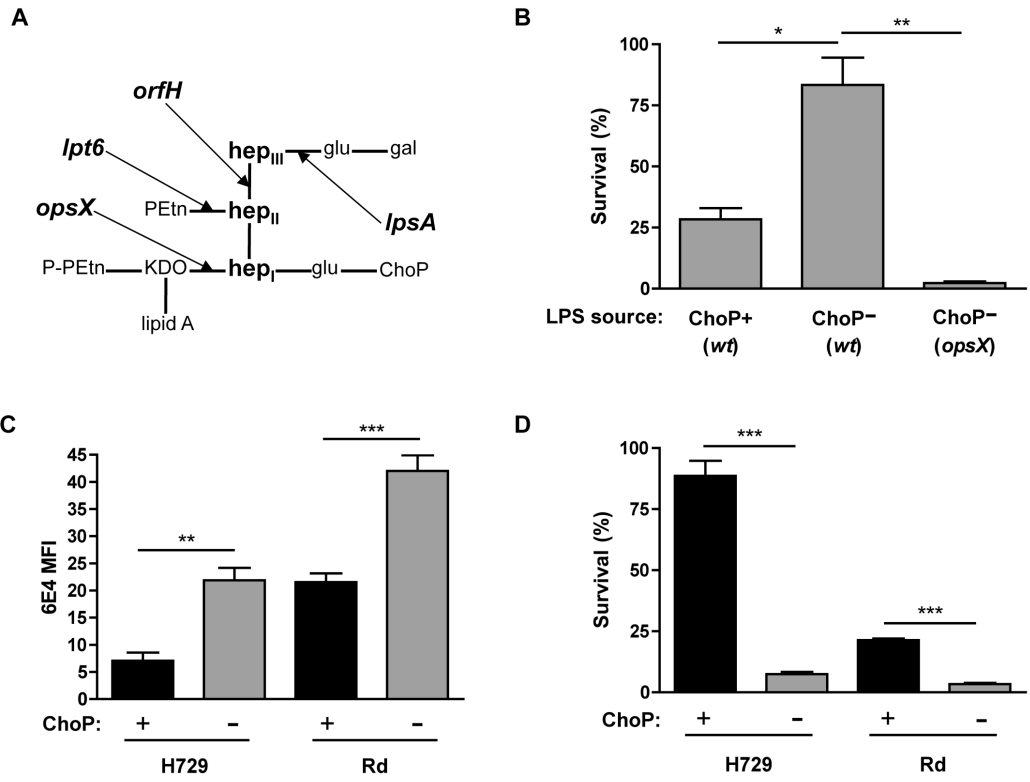 A
orfH
lpt6
hepIII glu gal
opsX
PEtn hepII
lpsA
P-PEtn KDO hepI glu ChoP
lipid A
B
* **
100
75
50
25
0
Survival (%)
LPS source: ChoP+ ChoP− ChoP−
(wt) (wt) (opsX)
C
***
**
45
40
35
30
25
20
15
10
5
0
6E4 MFI
ChoP: + − + −
H729 Rd
D
***
***
100
75
50
25
0
Survival (%)
ChoP: + − + −
H729 Rd